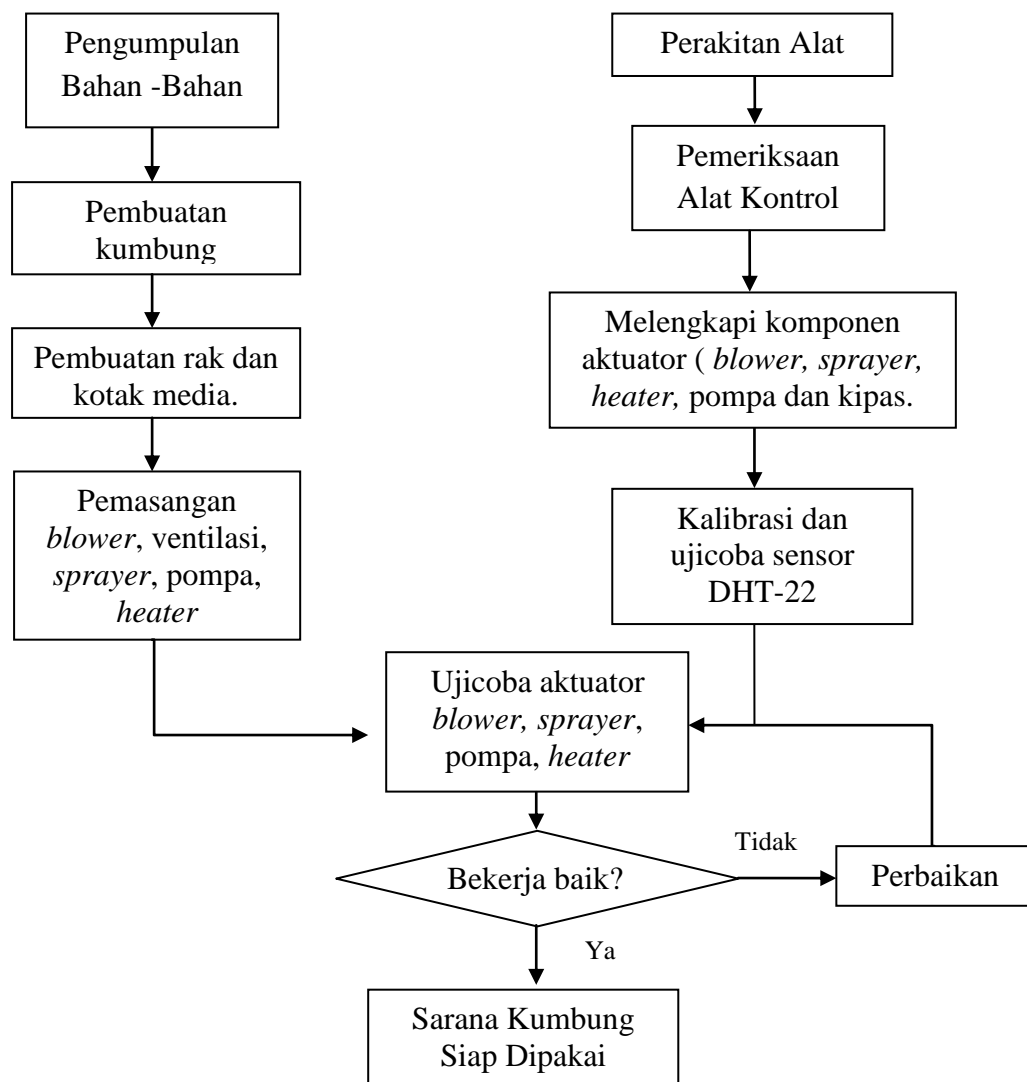 Pengumpulan
Bahan -Bahan
Pembuatan
kumbung
Pembuatan rak dan
kotak media.
Pemasangan
blower, ventilasi,
sprayer, pompa,
heater
Perakitan Alat
Pemeriksaan
Alat Kontrol
Melengkapi komponen
aktuator ( blower, sprayer,
heater, pompa dan kipas.
Kalibrasi dan
ujicoba sensor
DHT-22
Ujicoba aktuator
blower, sprayer,
pompa, heater
Bekerja baik?
Tidak
Perbaikan
Ya
Sarana Kumbung
Siap Dipakai